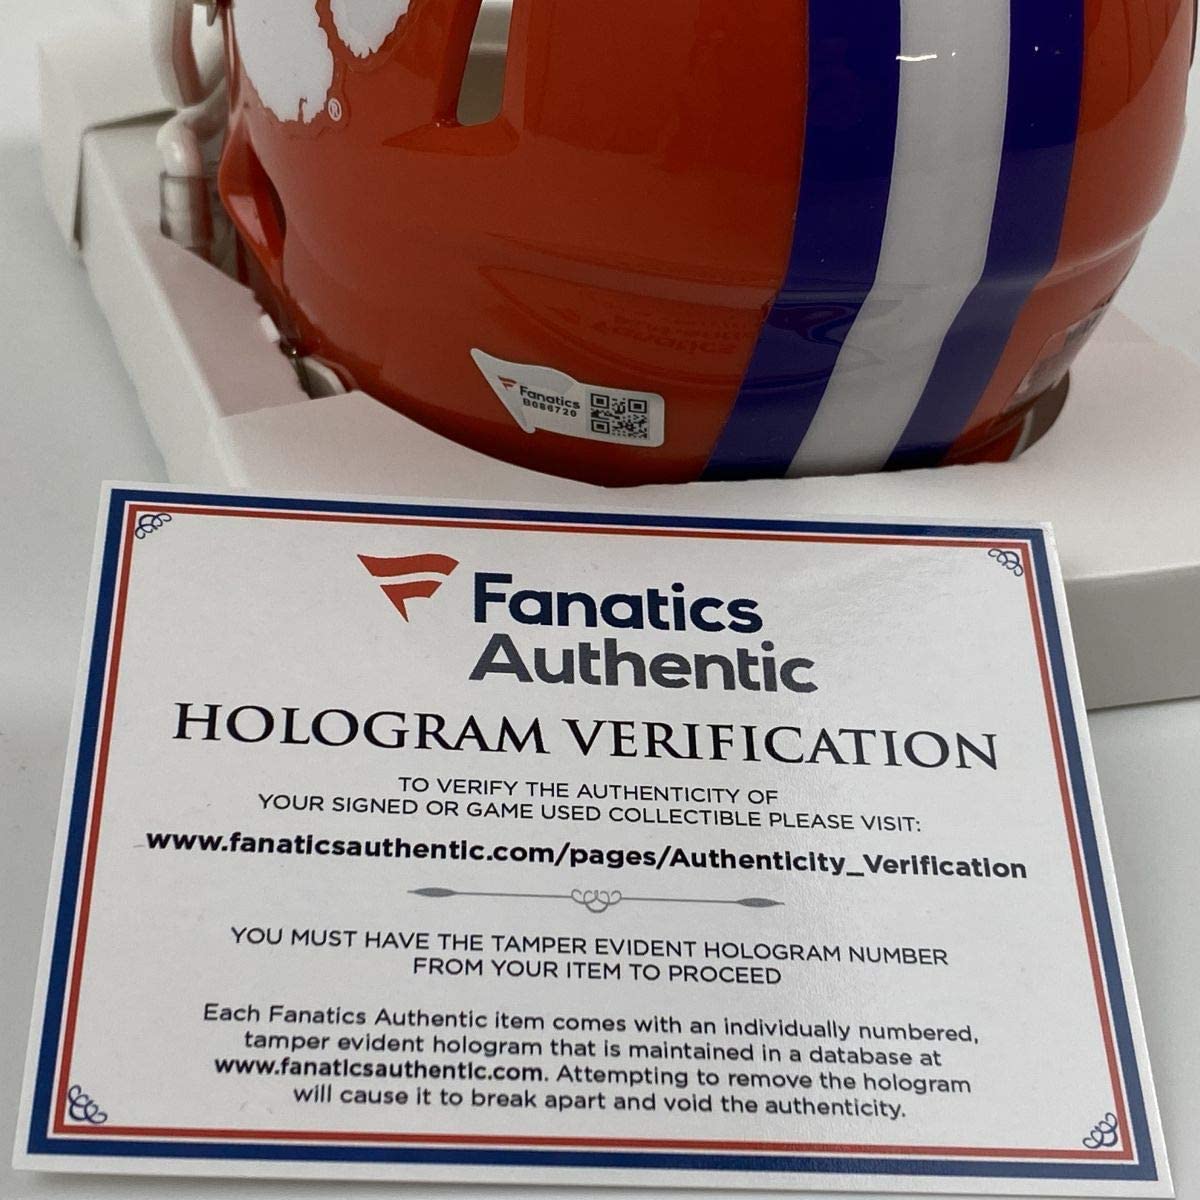 ®
Fanatics
B086720
Fanatics
Authentic
HOLOGRAM VERIFICATION
TO VERIFY THE AUTHENTICITY OF
YOUR SIGNED OR GAME USED COLLECTIBLE PLEASE VISIT:
www.fanaticsauthentic.com/pages/Authenticity_Verification
YOU MUST HAVE THE TAMPER EVIDENT HOLOGRAM NUMBER
FROM YOUR ITEM TO PROCEED
Each Fanatics Authentic item comes with an individually numbered,
tamper evident hologram that is maintained in a database at
www.fanaticsauthentic.com. Attempting to remove the hologram
will cause it to break apart and void the authenticity.